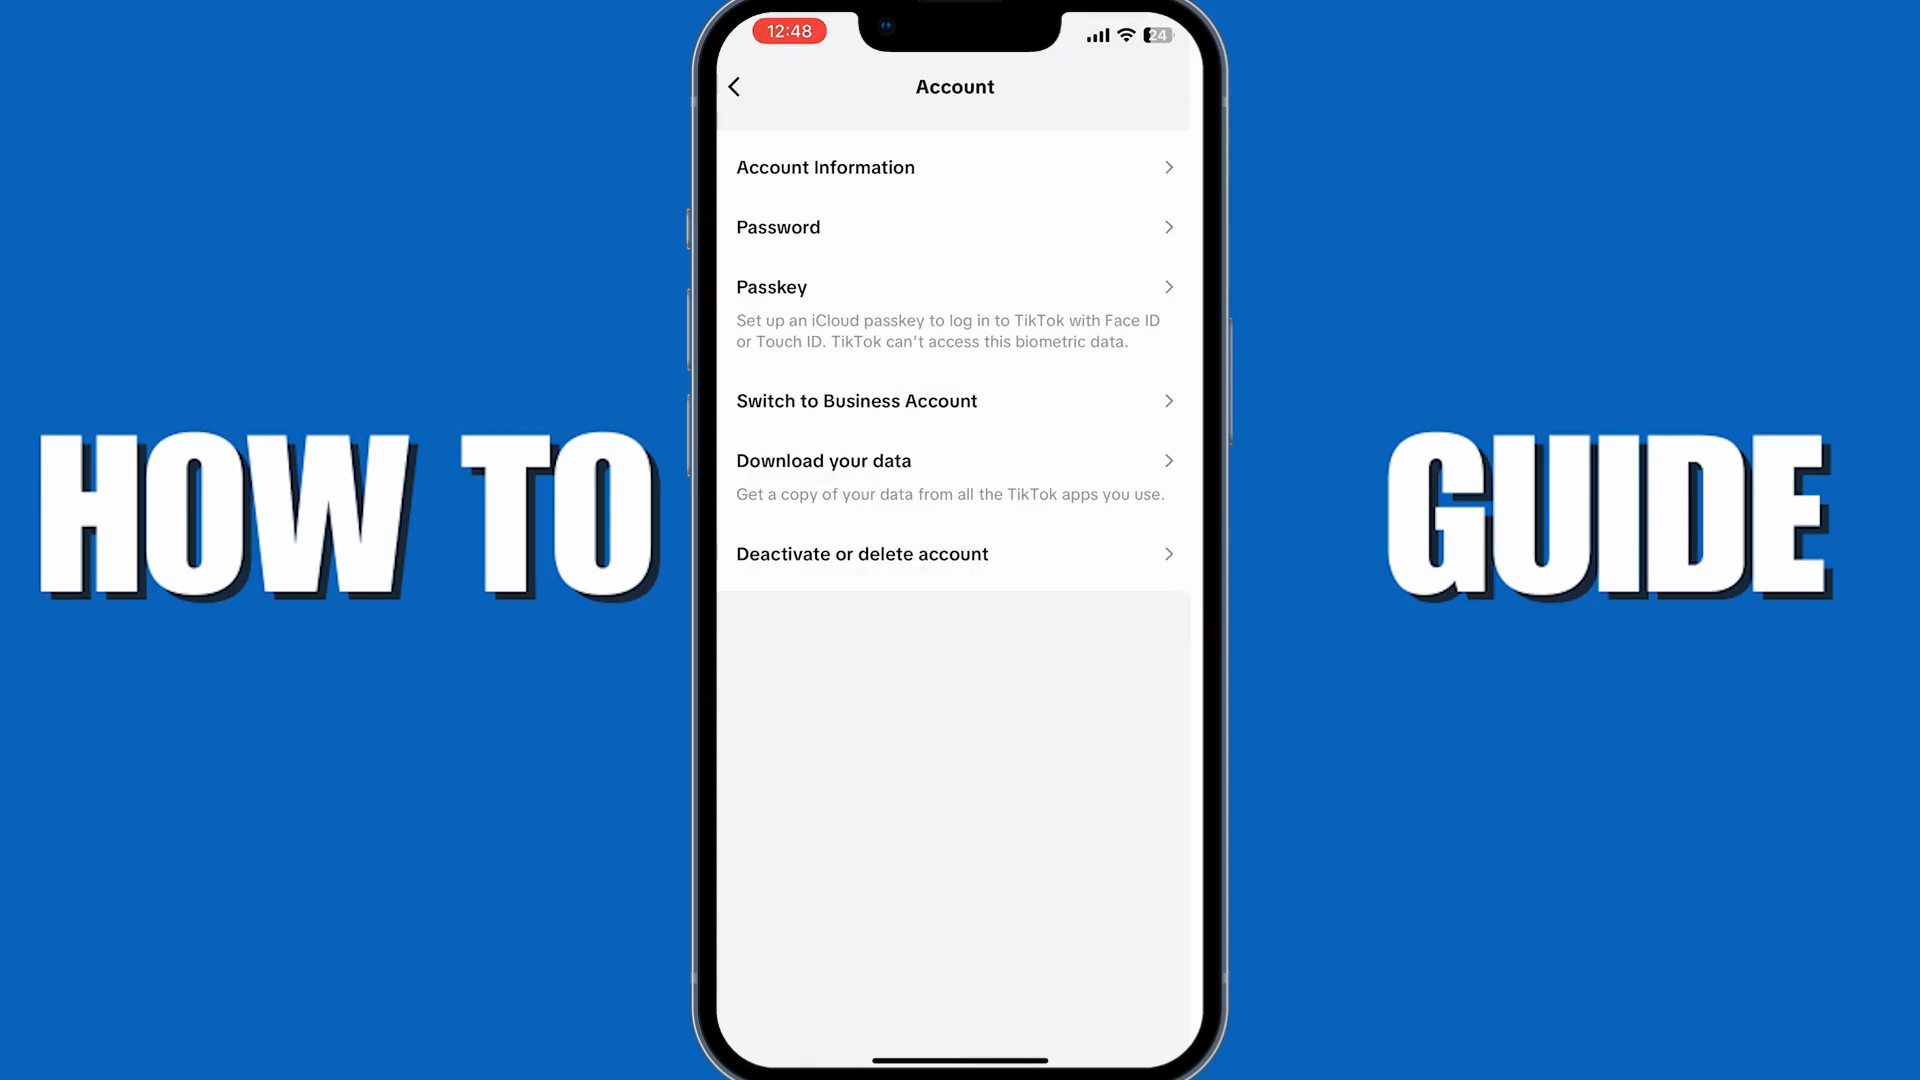 12:48
24
Account
Account Information
Password
Passkey
Set up an iCloud passkey to log in to TikTok with Face ID
or Touch ID. TikTok can’t access this biometric data.
Switch to Business Account
Download your data
Get a copy of your data from all the TikTok apps you use.
Deactivate or delete account
HOW TO
GUIDE